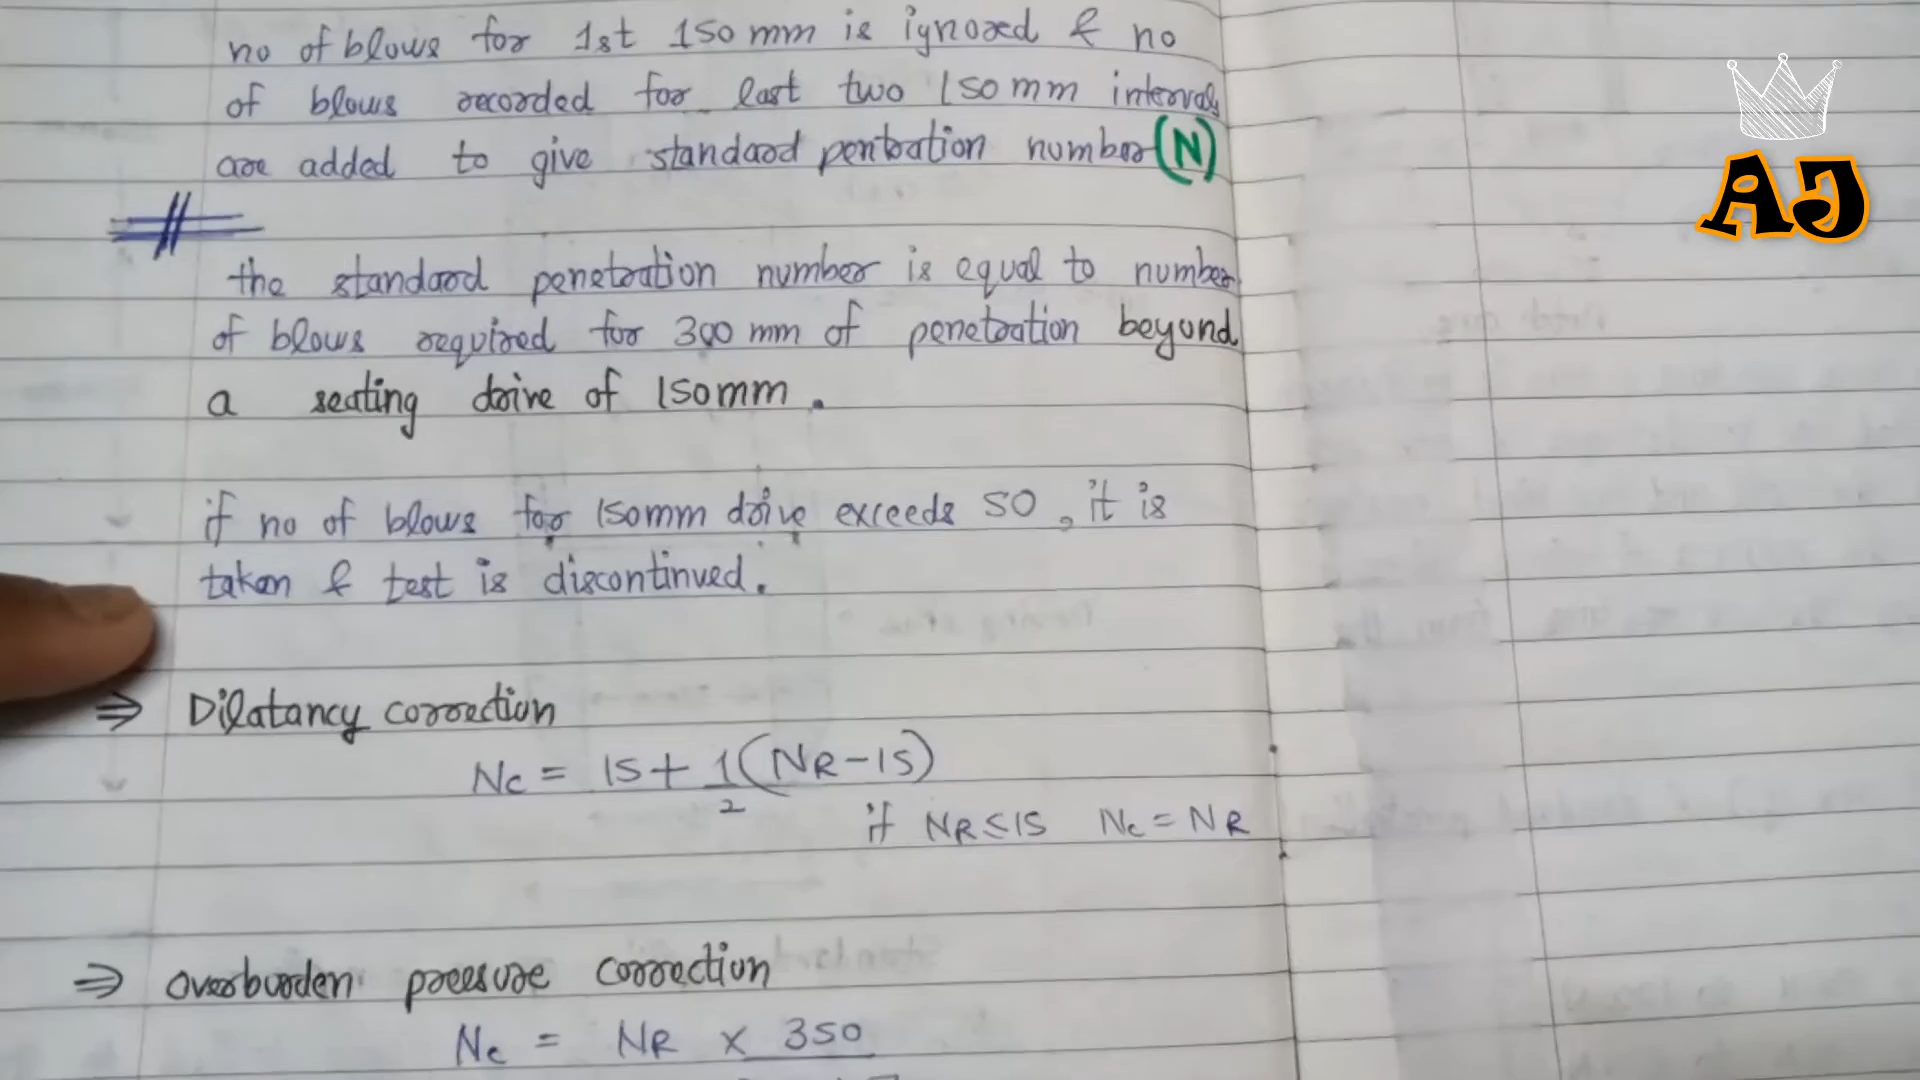 no of blows for 1st 150 mm is ignored & no
of blows recorded for last two 150 mm intervals
are added to give standard pentration number (N)
the standard penetration number is equal to number
of blows required for 300 mm of penetration beyond
a seating drive of 150mm.
if no of blows for 150mm drive exceeds 50, it is
taken & test is discontinued.
⇒ Dilatancy correction
Nc = 15 + 1/2 (NR - 15)
if NR ≤ 15 Nc = NR
⇒ overburden pressure correction
Nc = NR x 350
AJ